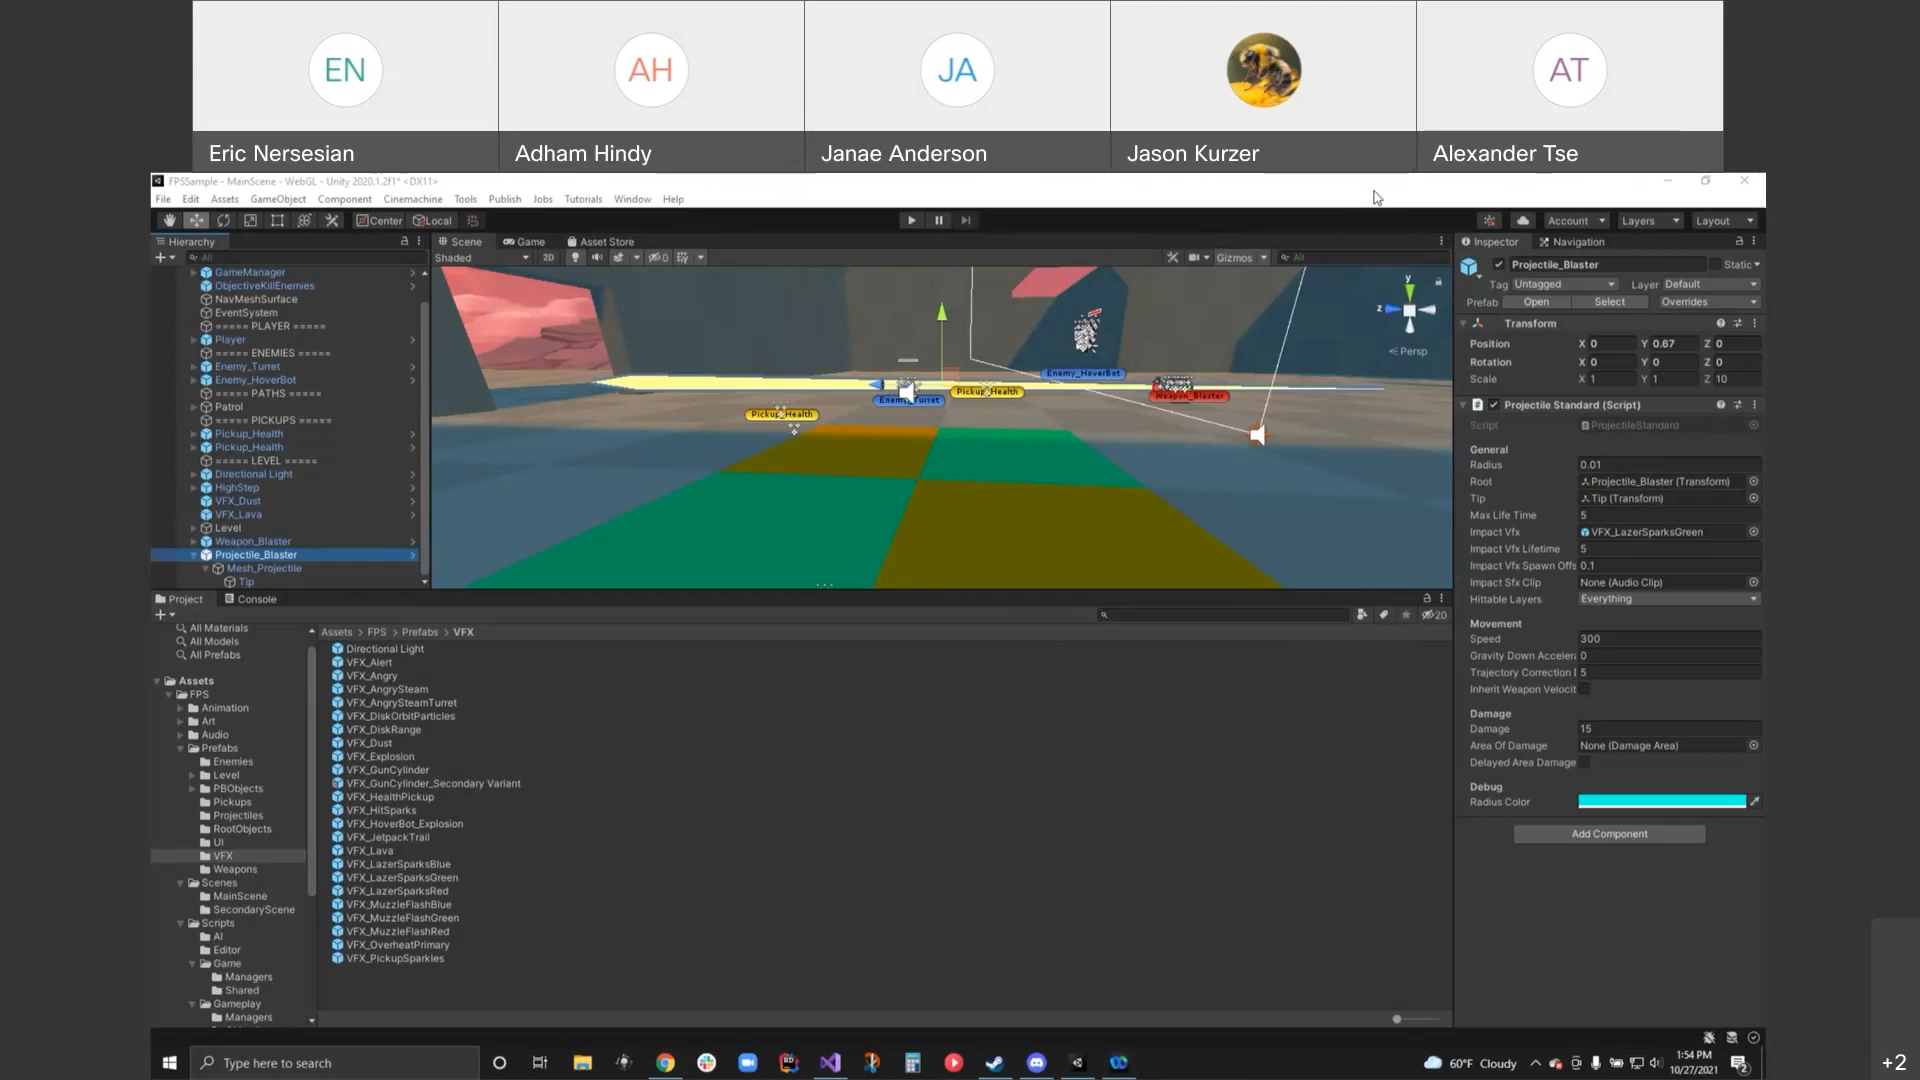 EN
AH
JA
AT
Eric Nersesian
Adham Hindy
Janae Anderson
Jason Kurzer
Alexander Tse
FPSSample - MainScene - WebGL - Unity 2020.1.2f1* <DX11>
File Edit Assets GameObject Component Cinemachine Tools Publish Jobs Tutorials Window Help
Center Local
Account Layers Layout
Hierarchy
All
GameManager
ObjectiveKillEnemies
NavMeshSurface
EventSystem
===== PLAYER =====
Player
===== ENEMIES =====
Enemy_Turret
Enemy_HoverBot
===== PATHS =====
Patrol
===== PICKUPS =====
Pickup_Health
Pickup_Health
===== LEVEL =====
Directional Light
HighStep
VFX_Dust
VFX_Lava
Level
Weapon_Blaster
Projectile_Blaster
Mesh_Projectile
Tip
Scene Game Asset Store
Shaded 2D 0 Gizmos All
y
z
Persp
Enemy_HoverBot
Pickup_Health
Enemy_Turret
Weapon_Blaster
Pickup_Health
Inspector Navigation
Projectile_Blaster Static
Tag Untagged Layer Default
Prefab Open Select Overrides
Transform
Position X 0 Y 0.67 Z 0
Rotation X 0 Y 0 Z 0
Scale X 1 Y 1 Z 10
Projectile Standard (Script)
Script ProjectileStandard
General
Radius 0.01
Root Projectile_Blaster (Transform)
Tip Tip (Transform)
Max Life Time 5
Impact Vfx VFX_LazerSparksGreen
Impact Vfx Lifetime 5
Impact Vfx Spawn Offs 0.1
Impact Sfx Clip None (Audio Clip)
Hittable Layers Everything
Movement
Speed 300
Gravity Down Acceler 0
Trajectory Correction 5
Inherit Weapon Velocit
Damage
Damage 15
Area Of Damage None (Damage Area)
Delayed Area Damage
Debug
Radius Color
Add Component
Project Console
20
All Materials
All Models
All Prefabs
Assets
FPS
Animation
Art
Audio
Prefabs
Enemies
Level
PBObjects
Pickups
Projectiles
RootObjects
UI
VFX
Weapons
Scenes
MainScene
SecondaryScene
Scripts
AI
Editor
Game
Managers
Shared
Gameplay
Managers
Assets > FPS > Prefabs > VFX
Directional Light
VFX_Alert
VFX_Angry
VFX_AngrySteam
VFX_AngrySteamTurret
VFX_DiskOrbitParticles
VFX_DiskRange
VFX_Dust
VFX_Explosion
VFX_GunCylinder
VFX_GunCylinder_Secondary Variant
VFX_HealthPickup
VFX_HitSparks
VFX_HoverBot_Explosion
VFX_JetpackTrail
VFX_Lava
VFX_LazerSparksBlue
VFX_LazerSparksGreen
VFX_LazerSparksRed
VFX_MuzzleFlashBlue
VFX_MuzzleFlashGreen
VFX_MuzzleFlashRed
VFX_OverheatPrimary
VFX_PickupSparkles
Type here to search
60°F Cloudy
1:54 PM
10/27/2021
2
+2